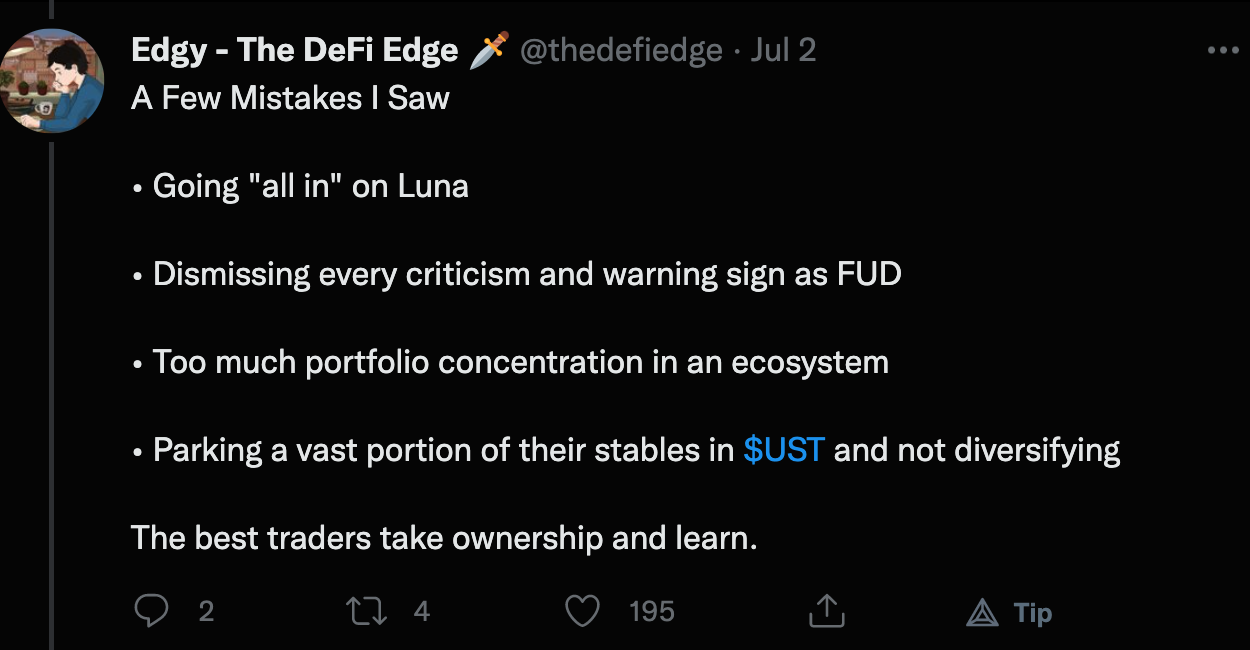 Edgy - The DeFi Edge 🗡️ @thedefiedge · Jul 2
A Few Mistakes I Saw
• Going "all in" on Luna
• Dismissing every criticism and warning sign as FUD
• Too much portfolio concentration in an ecosystem
• Parking a vast portion of their stables in $UST and not diversifying
The best traders take ownership and learn.
2 4 195 Tip